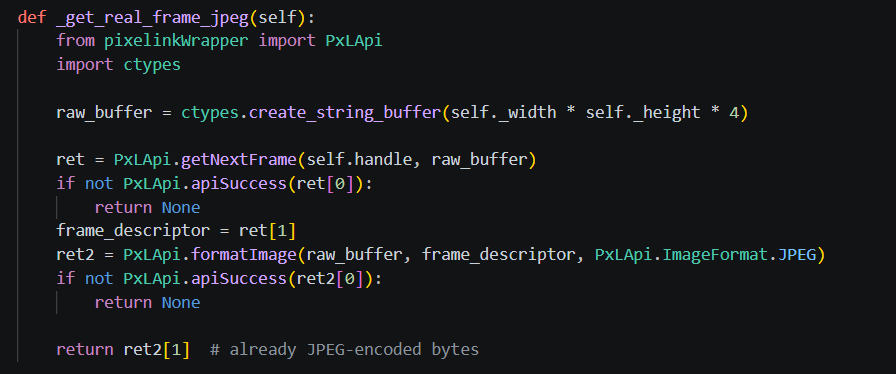 def _get_real_frame_jpeg(self):
    from pixelinkWrapper import PxLApi
    import ctypes

    raw_buffer = ctypes.create_string_buffer(self._width * self._height * 4)

    ret = PxLApi.getNextFrame(self.handle, raw_buffer)
    if not PxLApi.apiSuccess(ret[0]):
        return None
    frame_descriptor = ret[1]
    ret2 = PxLApi.formatImage(raw_buffer, frame_descriptor, PxLApi.ImageFormat.JPEG)
    if not PxLApi.apiSuccess(ret2[0]):
        return None

    return ret2[1]  # already JPEG-encoded bytes